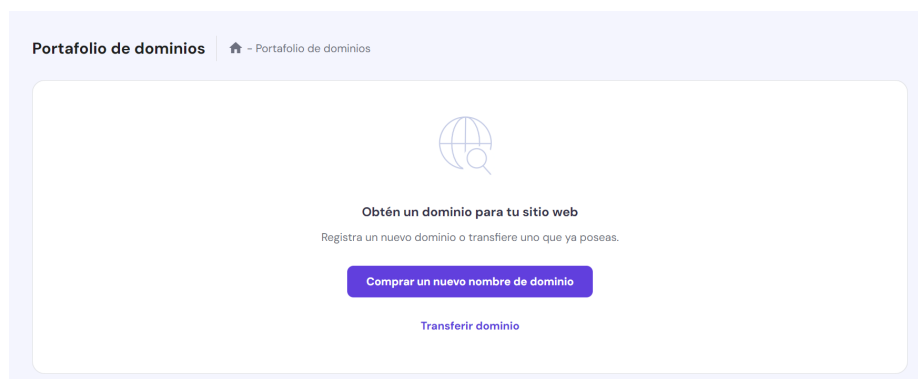 Portafolio de dominios
- Portafolio de dominios
Obtén un dominio para tu sitio web
Registra un nuevo dominio o transfiere uno que ya poseas.
Comprar un nuevo nombre de dominio
Transferir dominio